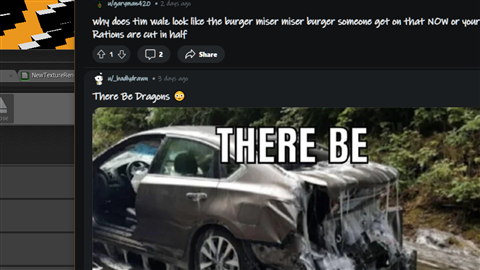 u/garyman420 • 2 days ago
why does tim walz look like the burger miser miser burger someone get on that NOW or your
Rations are cut in half
1
2
Share
NewTextureRen
ose
u/_badlydrawn • 3 days ago
There Be Dragons 😳
THERE BE